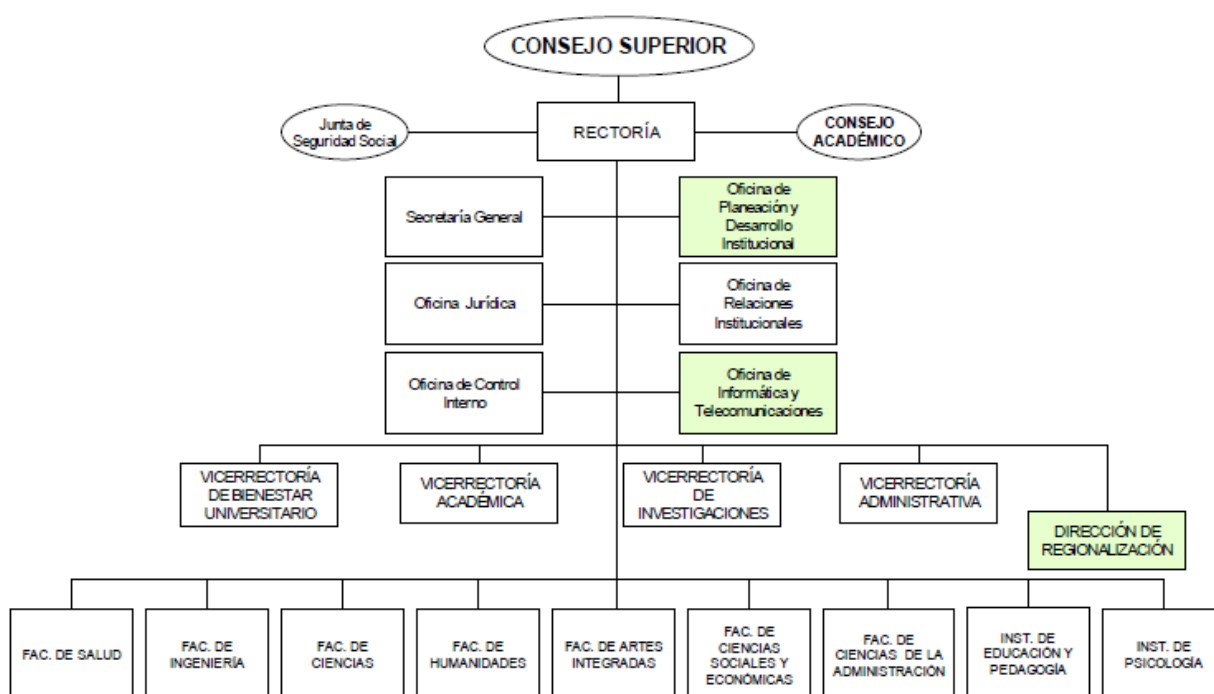 CONSEJO SUPERIOR
Junta de
Seguridad Social
RECTORÍA
CONSEJO
ACADÉMICO
Secretaría General
Oficina de
Planeación y
Desarrollo
Institucional
Oficina Jurídica
Oficina de
Relaciones
Institucionales
Oficina de Control
Interno
Oficina de
Informática y
Telecomunicaciones
VICERRECTORÍA
DE BIENESTAR
UNIVERSITARIO
VICERRECTORÍA
ACADÉMICA
VICERRECTORÍA
DE
INVESTIGACIONES
VICERRECTORÍA
ADMINISTRATIVA
DIRECCIÓN DE
REGIONALIZACIÓN
FAC. DE SALUD
FAC. DE
INGENIERÍA
FAC. DE
CIENCIAS
FAC. DE
HUMANIDADES
FAC. DE ARTES
INTEGRADAS
FAC. DE
CIENCIAS
SOCIALES Y
ECONÓMICAS
FAC. DE
CIENCIAS DE LA
ADMINISTRACIÓN
INST. DE
EDUCACIÓN Y
PEDAGOGÍA
INST. DE
PSICOLOGÍA